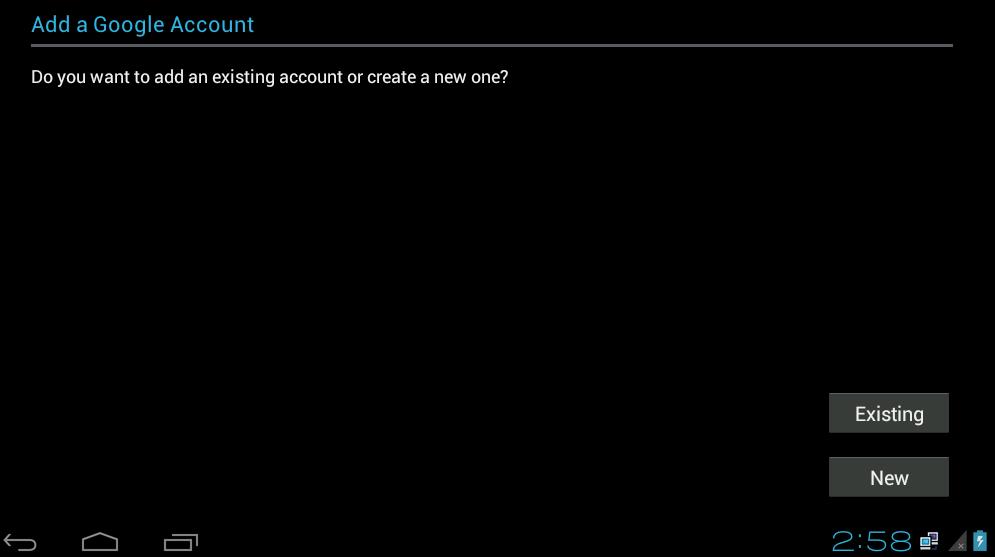 Add a Google Account
Do you want to add an existing account or create a new one?
Existing
New
2:58